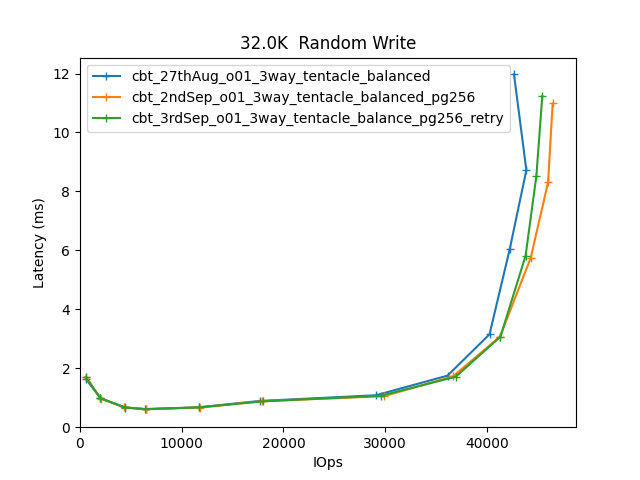 32.0K  Random Write
12
10
8
6
4
2
0
Latency (ms)
cbt_27thAug_o01_3way_tentacle_balanced
cbt_2ndSep_o01_3way_tentacle_balanced_pg256
cbt_3rdSep_o01_3way_tentacle_balance_pg256_retry
0 10000 20000 30000 40000
IOps